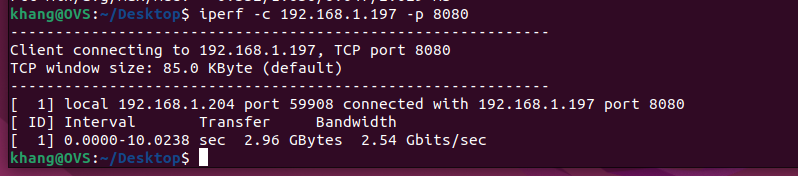 khang@OVS:~/Desktop$ iperf -c 192.168.1.197 -p 8080
------------------------------------------------------------
Client connecting to 192.168.1.197, TCP port 8080
TCP window size: 85.0 KByte (default)
------------------------------------------------------------
[  1] local 192.168.1.204 port 59908 connected with 192.168.1.197 port 8080
[ ID] Interval       Transfer     Bandwidth
[  1] 0.0000-10.0238 sec  2.96 GBytes  2.54 Gbits/sec
khang@OVS:~/Desktop$